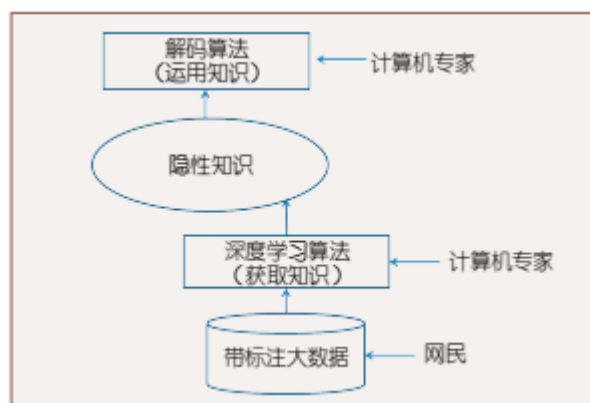 解码算法
（运用知识）
计算机专家
隐性知识
深度学习算法
（获取知识）
计算机专家
带标注大数据
网民